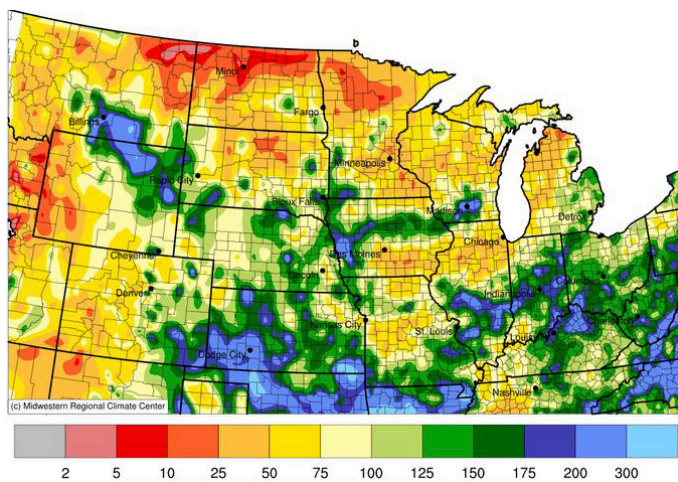 b
Minot
Fargo
Billings
Minneapolis
Rapid City
Sioux Falls
Madison
Detroit
Chicago
Des Moines
Cheyenne
Lincoln
Columbus
Denver
Indianapolis
Kansas City
St. Louis
Louisville
Dodge City
Nashville
(c) Midwestern Regional Climate Center
2 5 10 25 50 75 100 125 150 175 200 300